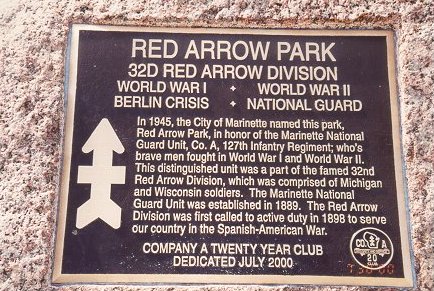 RED ARROW PARK
32D RED ARROW DIVISION
WORLD WAR I • WORLD WAR II
BERLIN CRISIS • NATIONAL GUARD
In 1945, the City of Marinette named this park,
Red Arrow Park, in honor of the Marinette National
Guard Unit, Co. A, 127th Infantry Regiment; who's
brave men fought in World War I and World War II.
This distinguished unit was a part of the famed 32nd
Red Arrow Division, which was comprised of Michigan
and Wisconsin soldiers. The Marinette National
Guard Unit was established in 1889. The Red Arrow
Division was first called to active duty in 1898 to serve
our country in the Spanish-American War.
COMPANY A TWENTY YEAR CLUB
DEDICATED JULY 2000
CO A
20
CLUB